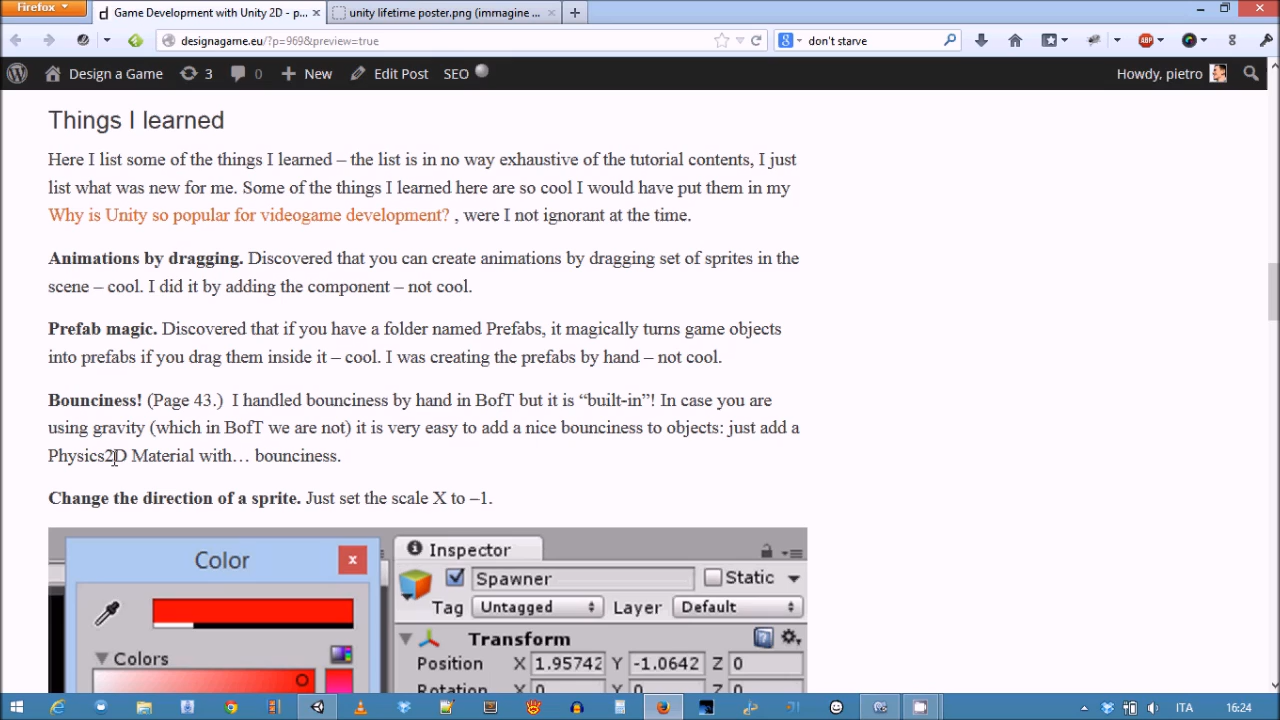 Firefox
Game Development with Unity 2D - p...
unity lifetime poster.png (immagine ...
designagame.eu/?p=969&preview=true
don't starve
Design a Game
3
0
New
Edit Post
SEO
Howdy, pietro
Things I learned
Here I list some of the things I learned – the list is in no way exhaustive of the tutorial contents, I just
list what was new for me. Some of the things I learned here are so cool I would have put them in my
Why is Unity so popular for videogame development? , were I not ignorant at the time.
Animations by dragging. Discovered that you can create animations by dragging set of sprites in the
scene – cool. I did it by adding the component – not cool.
Prefab magic. Discovered that if you have a folder named Prefabs, it magically turns game objects
into prefabs if you drag them inside it – cool. I was creating the prefabs by hand – not cool.
Bounciness! (Page 43.) I handled bounciness by hand in BofT but it is “built-in”! In case you are
using gravity (which in BofT we are not) it is very easy to add a nice bounciness to objects: just add a
Physics2D Material with… bounciness.
Change the direction of a sprite. Just set the scale X to –1.
Color
x
Inspector
Spawner
Static
Tag
Untagged
Layer
Default
Transform
Colors
Position X 1.95742 Y -1.0642 Z 0
Rotation X 0 Y 0 Z 0
ITA
16:24